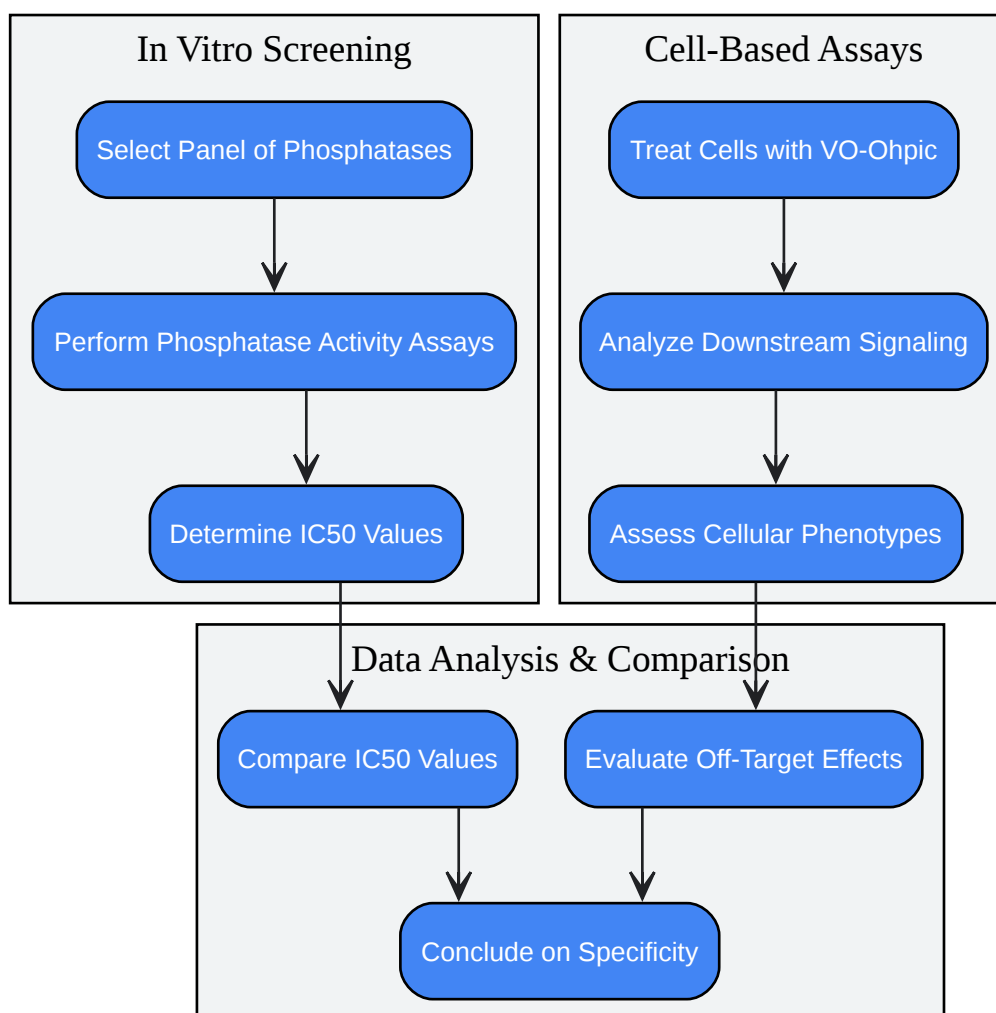 In Vitro Screening
Select Panel of Phosphatases
Perform Phosphatase Activity Assays
Determine IC50 Values
Cell-Based Assays
Treat Cells with VO-Ohpic
Analyze Downstream Signaling
Assess Cellular Phenotypes
Data Analysis & Comparison
Compare IC50 Values
Evaluate Off-Target Effects
Conclude on Specificity